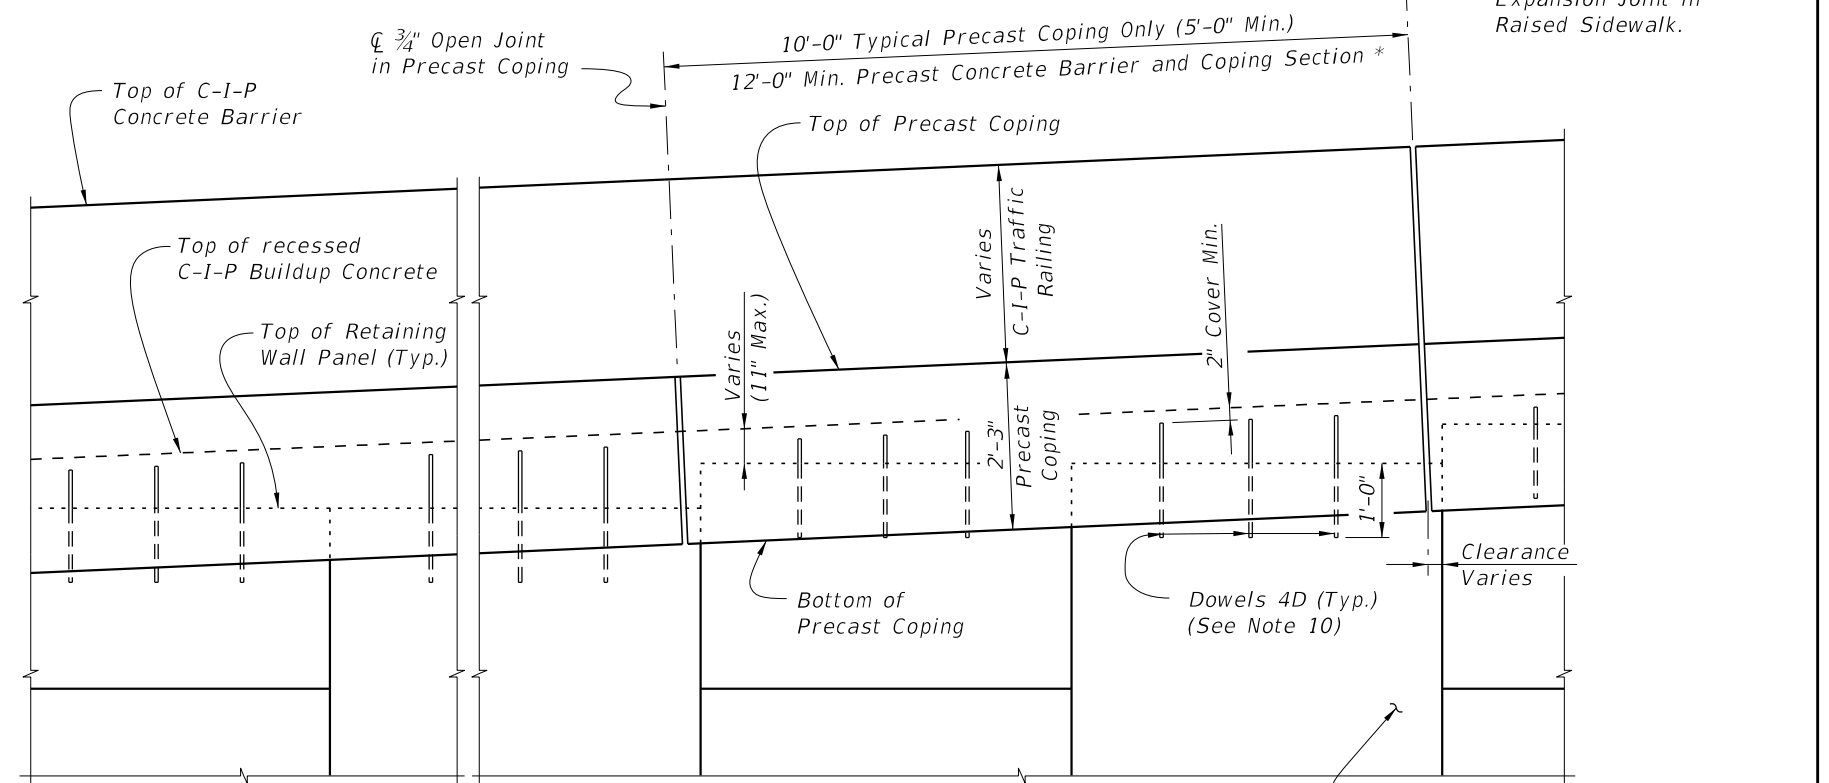 Expansion Joint in
Raised Sidewalk.
℄ ¾" Open Joint
in Precast Coping
10'-0" Typical Precast Coping Only (5'-0" Min.)
12'-0" Min. Precast Concrete Barrier and Coping Section *
Top of C-I-P
Concrete Barrier
Top of Precast Coping
Top of recessed
C-I-P Buildup Concrete
Top of Retaining
Wall Panel (Typ.)
Varies
(11" Max.)
Varies
C-I-P Traffic
Railing
2" Cover Min.
2'-3"
Precast
Coping
1'-0"
Clearance
Varies
Bottom of
Precast Coping
Dowels 4D (Typ.)
(See Note 10)